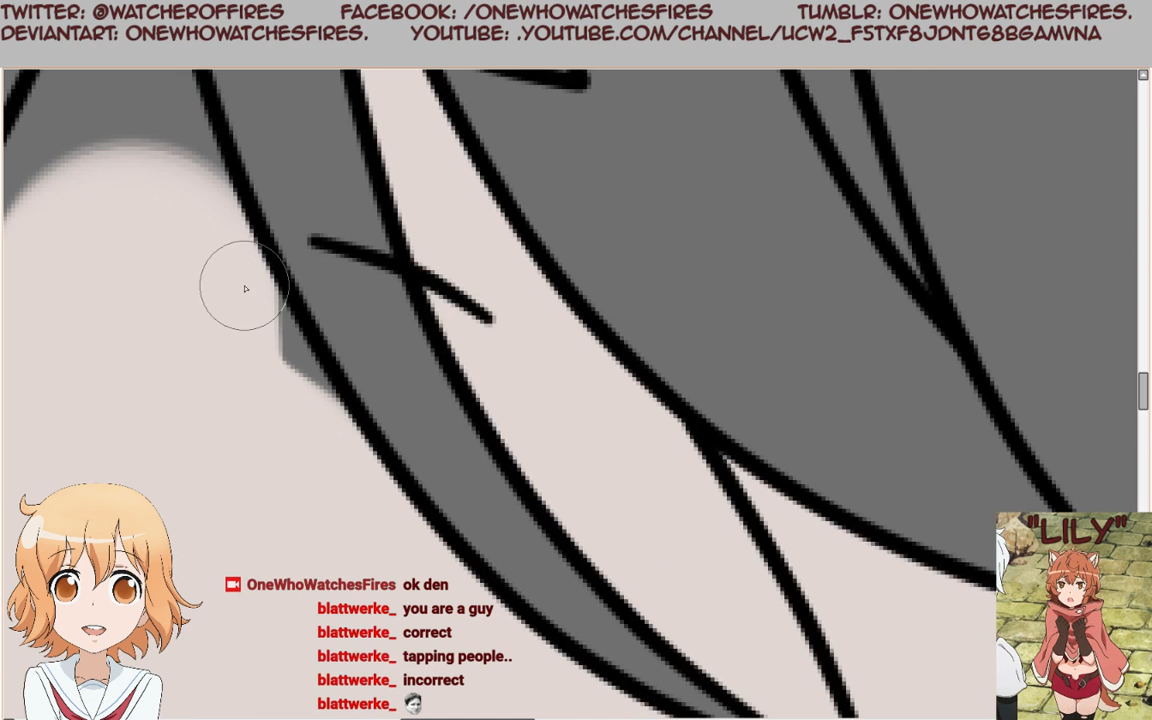 TWITTER: @WATCHEROFFIRES FACEBOOK: /ONEWHOWATCHESFIRES TUMBLR: ONEWHOWATCHESFIRES.
DEVIANTART: ONEWHOWATCHESFIRES. YOUTUBE: .YOUTUBE.COM/CHANNEL/UCW2_F5TXF8JDNTG8BGAMVNA
"LILY"
OneWhoWatchesFires ok den
blattwerke_ you are a guy
blattwerke_ correct
blattwerke_ tapping people..
blattwerke_ incorrect
blattwerke_